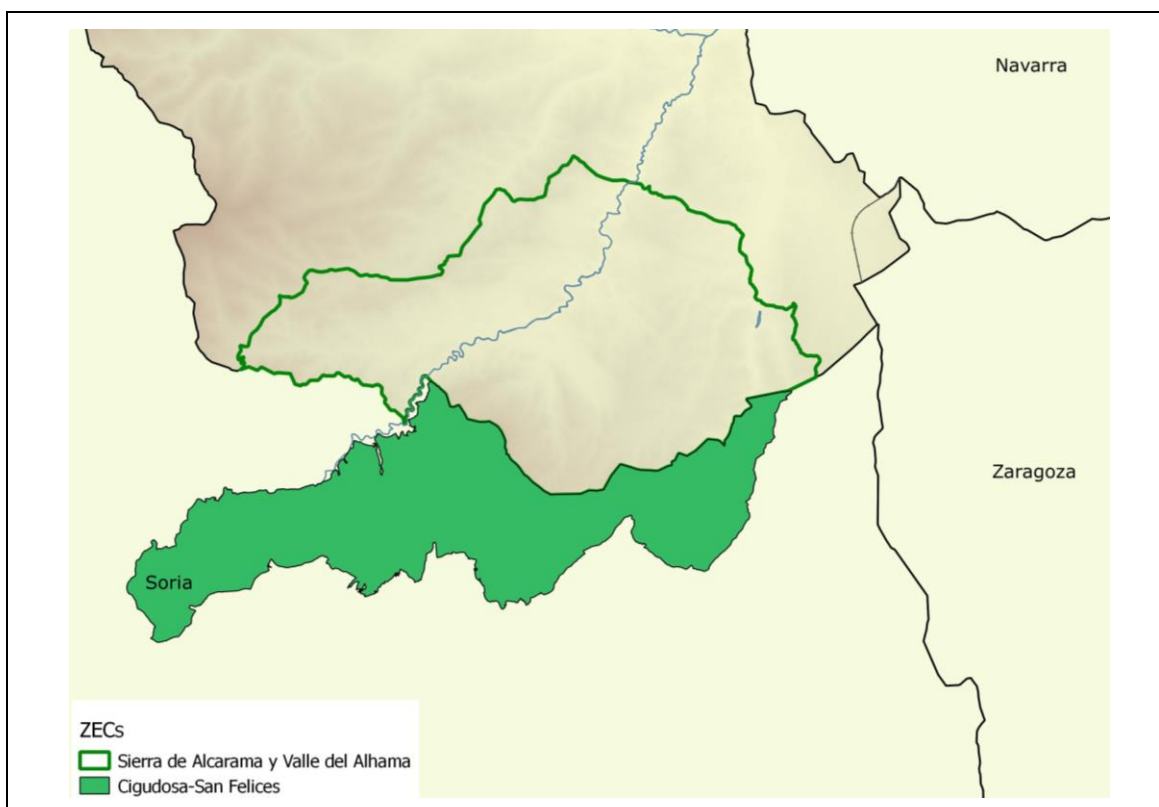 Navarra
Zaragoza
Soria
ZECs
Sierra de Alcarama y Valle del Alhama
Cigudosa-San Felices